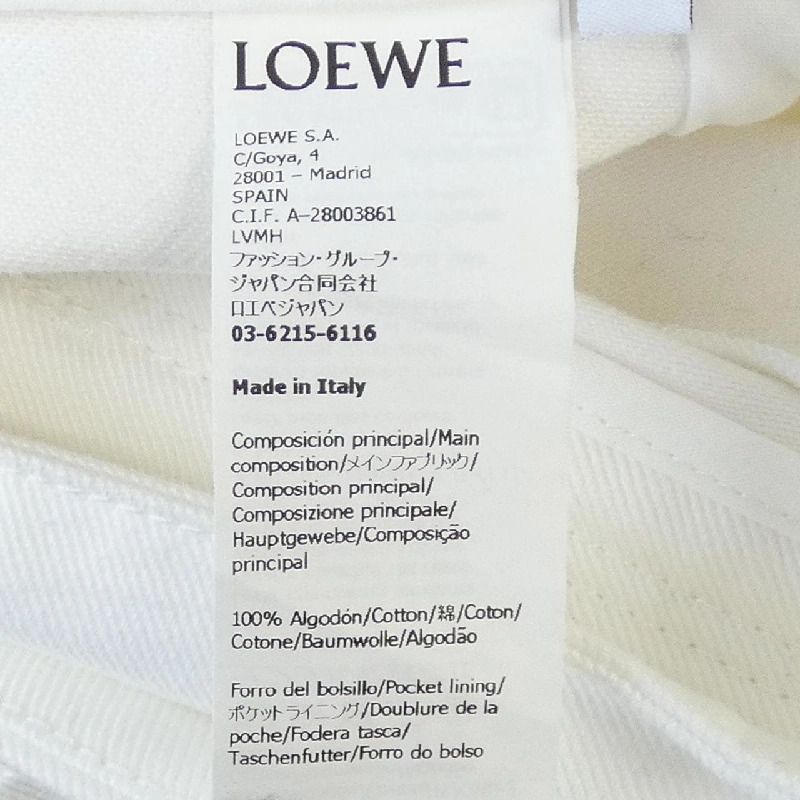 LOEWE
LOEWE S.A.
C/Goya, 4
28001 – Madrid
SPAIN
C.I.F. A-28003861
LVMH
ファッション・グループ・
ジャパン合同会社
ロエベジャパン
03-6215-6116
Made in Italy
Composición principal/Main
composition/メインファブリック/
Composition principal/
Composizione principale/
Hauptgewebe/Composição
principal
100% Algodón/Cotton/綿/Coton/
Cotone/Baumwolle/Algodão
Forro del bolsillo/Pocket lining/
ポケットライニング/Doublure de la
poche/Fodera tasca/
Taschenfutter/Forro do bolso